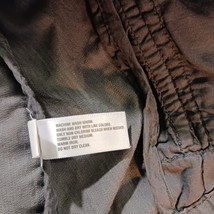 MACHINE WASH WARM.
WASH AND DRY WITH LIKE COLORS.
ONLY NON-CHLORINE BLEACH WHEN NEEDED.
TUMBLE DRY MEDIUM.
WARM IRON.
DO NOT DRY CLEAN.